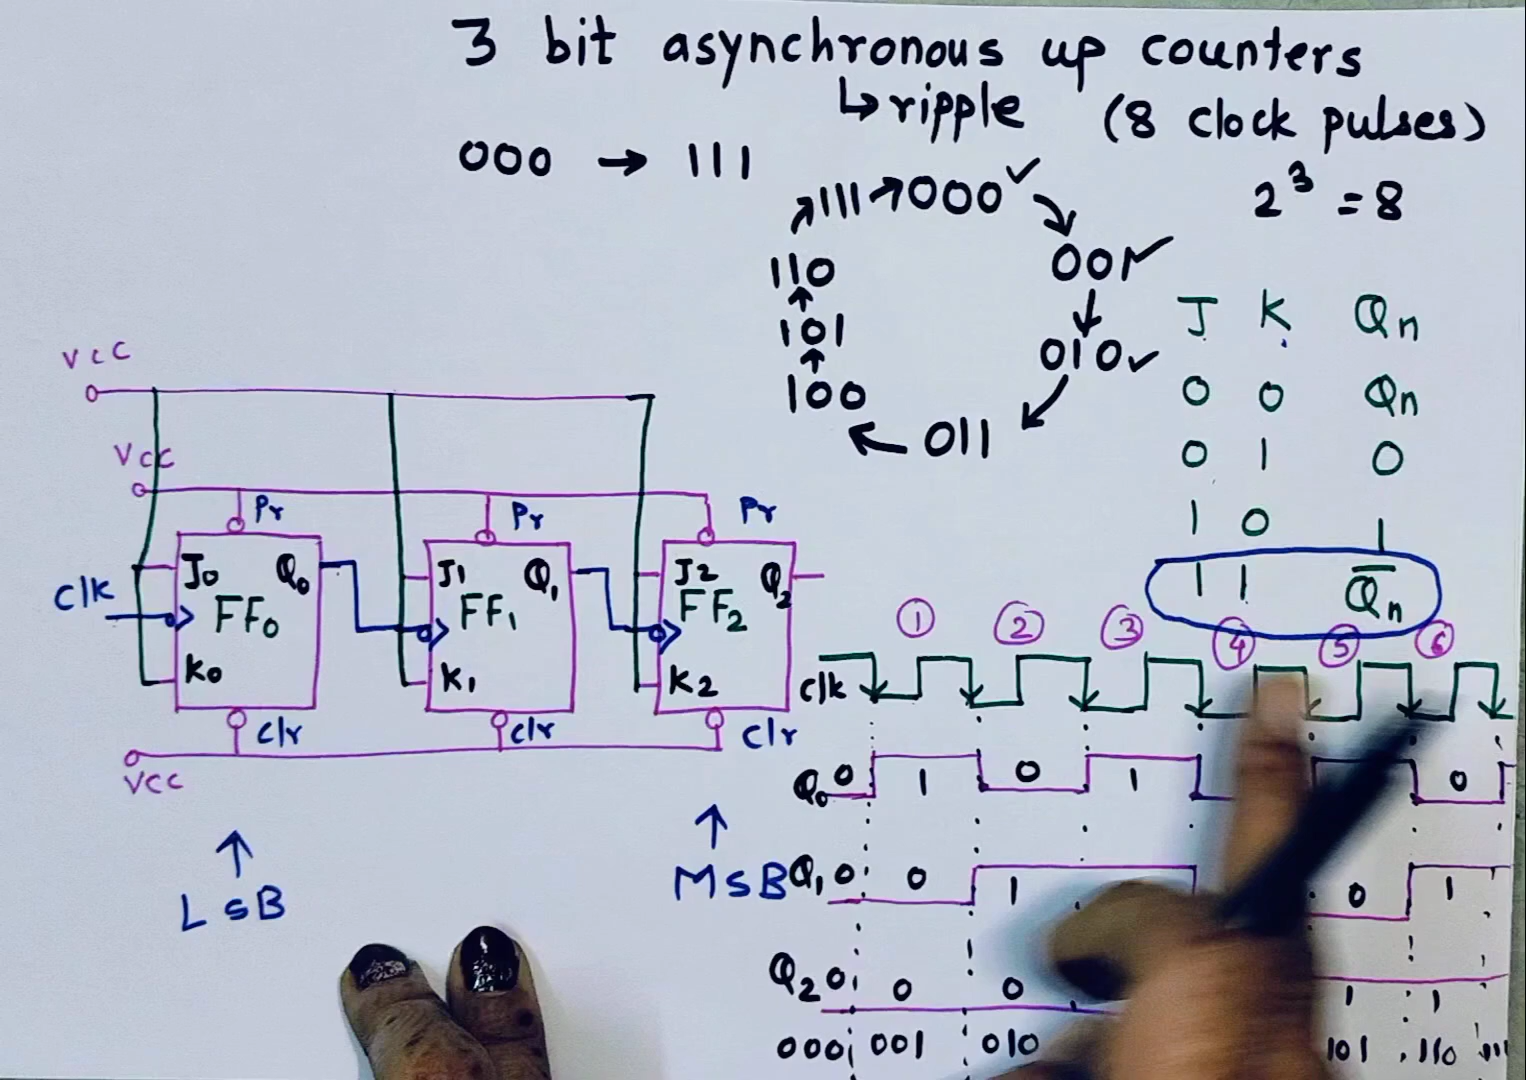 3 bit asynchronous up counters
↳ ripple (8 clock pulses)
000 → 111
2³ = 8
111 → 000 ✓
001 ✓
010 ✓
011
100
101
110
J K Qn
0 0 Qn
0 1 0
1 0 1
1 1 Q̅n
Vcc
Vcc
Pr Pr Pr
J0 Q0 J1 Q1 J2 Q2
Clk FF0 FF1 FF2
K0 K1 K2
Clr Clr Clr
VCC
LSB
MSB
① ② ③ ④ ⑤ ⑥
Clk
Q0 0 1 0 1 0
Q1 0 0 1 0 1
Q2 0 0 0 1 1
000 001 010 101 110 111